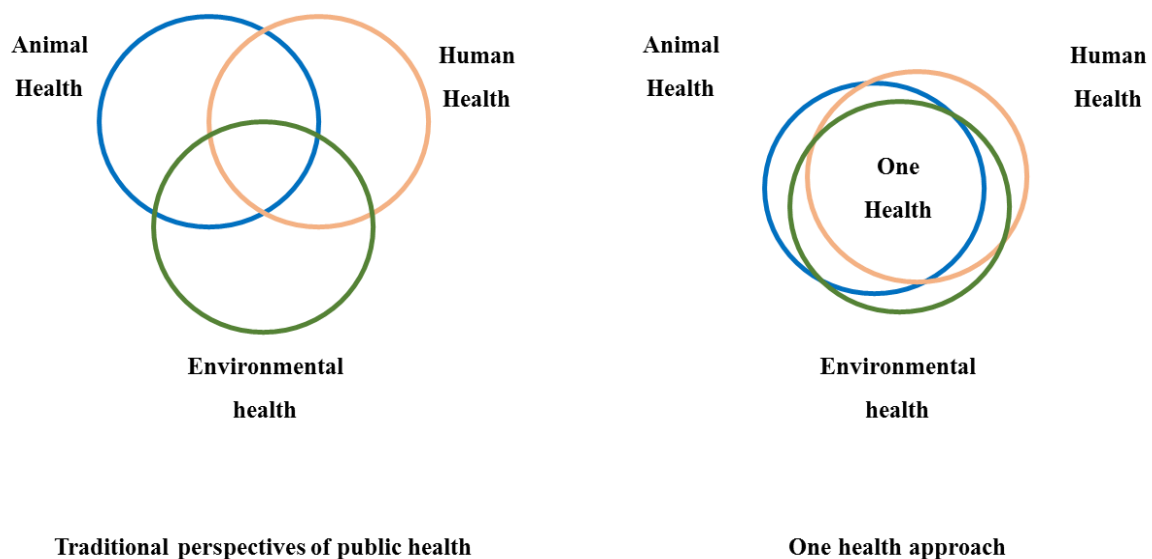 Animal
Health
Human
Health
Environmental
health
Traditional perspectives of public health
Animal
Health
Human
Health
One
Health
Environmental
health
One health approach